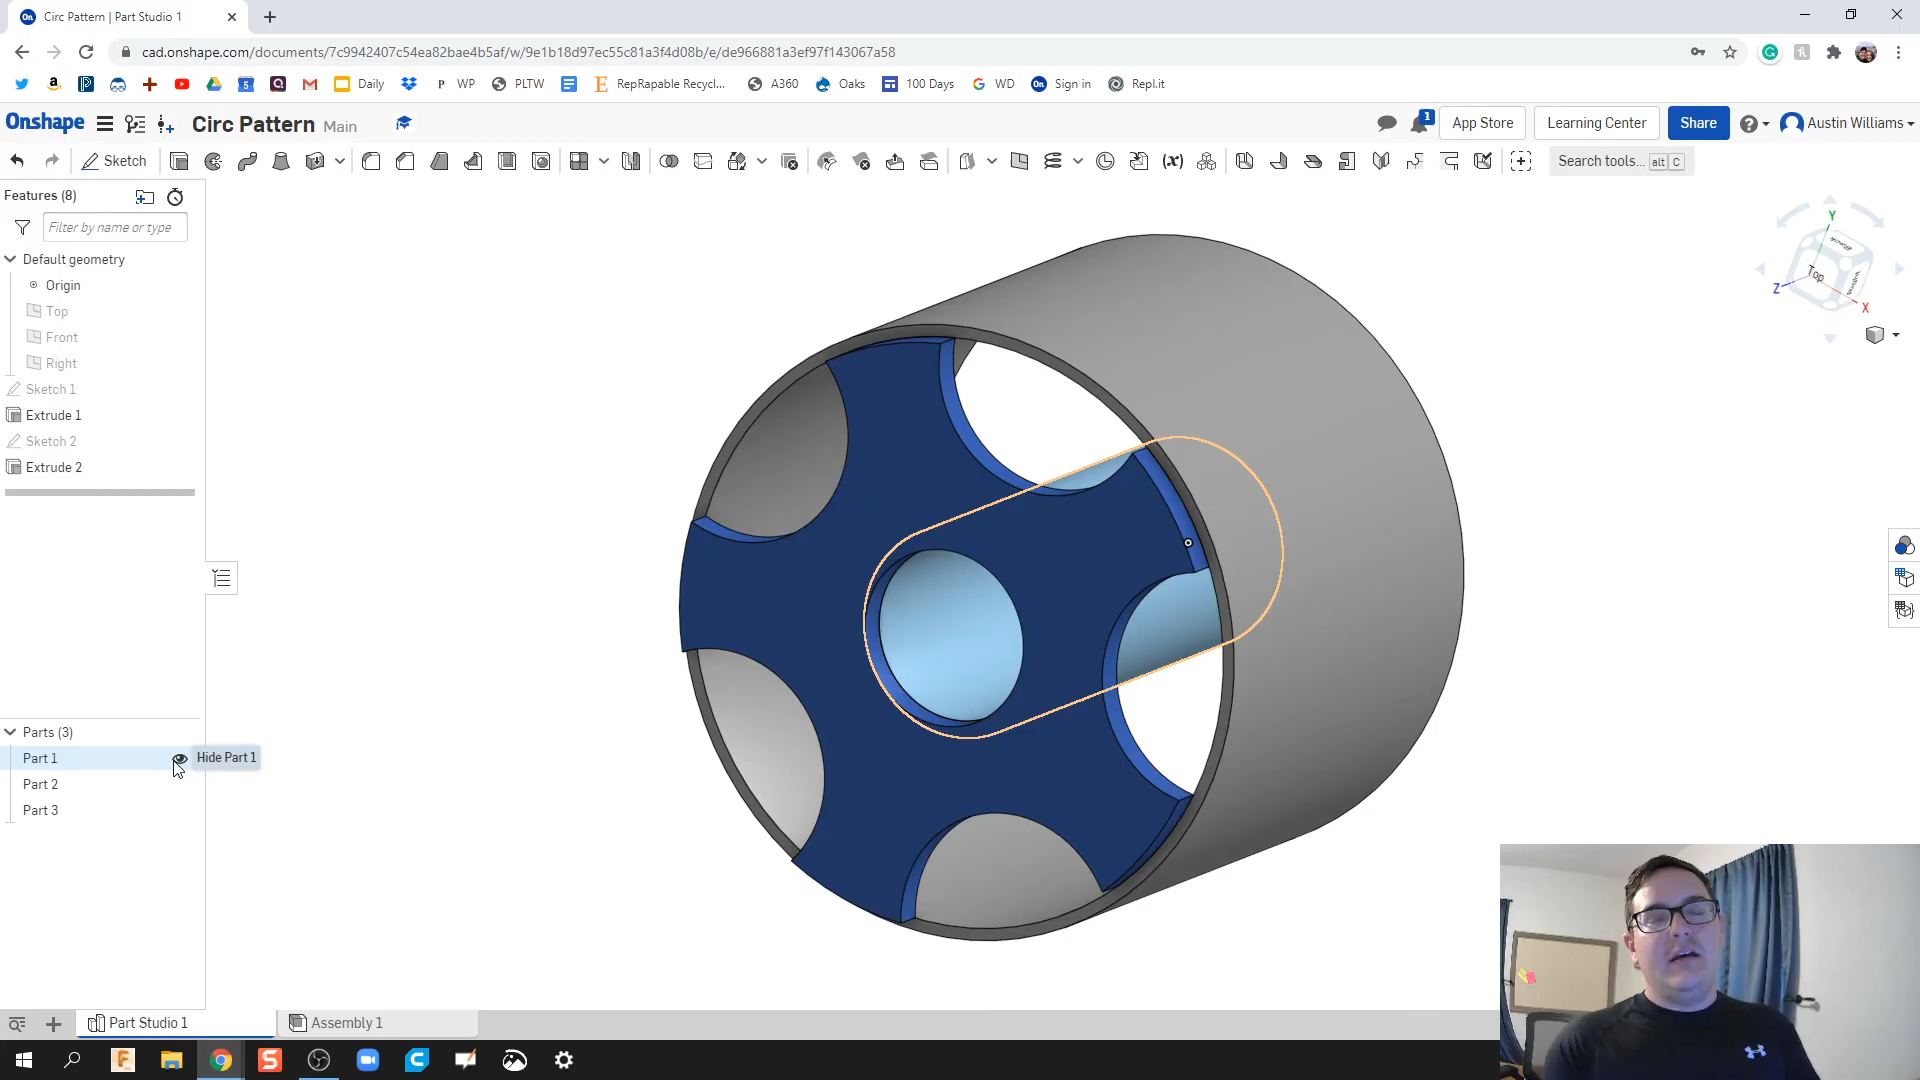 Circ Pattern | Part Studio 1
cad.onshape.com/documents/7c9942407c54ea82bae4b5af/w/9e1b18d97ec55c81a3f4d08b/e/de966881a3ef97f143067a58
Daily
WP
PLTW
RepRapable Recycl...
A360
Oaks
100 Days
WD
Sign in
Repl.it
Onshape
Circ Pattern Main
1
App Store
Learning Center
Share
Austin Williams
Sketch
Search tools... alt C
Features (8)
Filter by name or type
Default geometry
Origin
Top
Front
Right
Sketch 1
Extrude 1
Sketch 2
Extrude 2
Y
Top
Z
X
Parts (3)
Part 1
Hide Part 1
Part 2
Part 3
Part Studio 1
Assembly 1